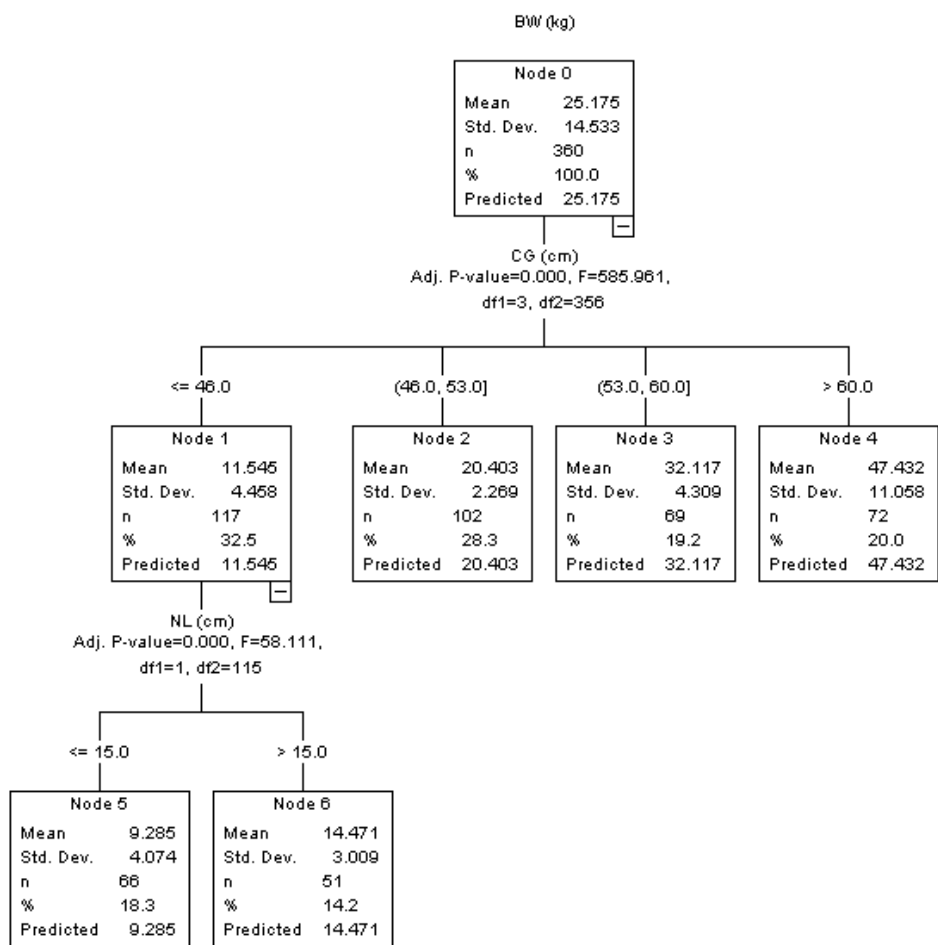 BW (kg)
Node 0
Mean 25.175
Std. Dev. 14.533
n 360
% 100.0
Predicted 25.175
CG (cm)
Adj. P-value=0.000, F=585.961,
df1=3, df2=356
<= 46.0
(46.0, 53.0]
(53.0, 60.0]
> 60.0
Node 1
Mean 11.545
Std. Dev. 4.458
n 117
% 32.5
Predicted 11.545
Node 2
Mean 20.403
Std. Dev. 2.269
n 102
% 28.3
Predicted 20.403
Node 3
Mean 32.117
Std. Dev. 4.309
n 69
% 19.2
Predicted 32.117
Node 4
Mean 47.432
Std. Dev. 11.058
n 72
% 20.0
Predicted 47.432
NL (cm)
Adj. P-value=0.000, F=58.111,
df1=1, df2=115
<= 15.0
> 15.0
Node 5
Mean 9.285
Std. Dev. 4.074
n 66
% 18.3
Predicted 9.285
Node 6
Mean 14.471
Std. Dev. 3.009
n 51
% 14.2
Predicted 14.471